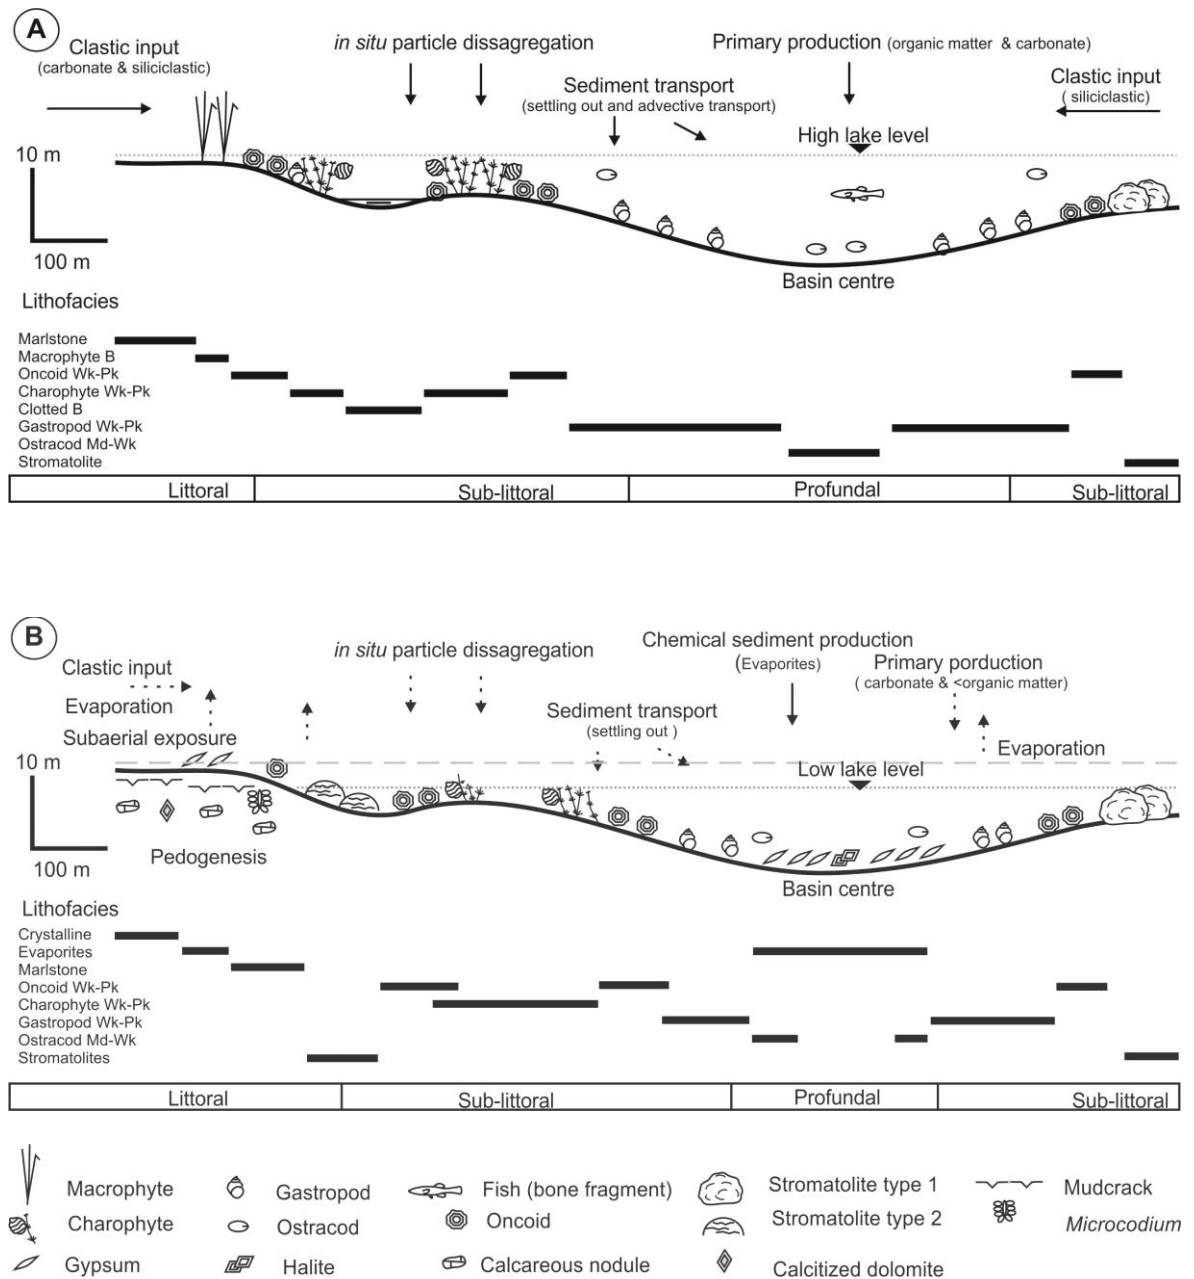 A
Clastic input
(carbonate & siliciclastic)
in situ particle dissagregation
Primary production (organic matter & carbonate)
Sediment transport
(settling out and advective transport)
Clastic input
( siliciclastic)
High lake level
10 m
100 m
Basin centre
Lithofacies
Marlstone
Macrophyte B
Oncoid Wk-Pk
Charophyte Wk-Pk
Clotted B
Gastropod Wk-Pk
Ostracod Md-Wk
Stromatolite
Littoral Sub-littoral Profundal Sub-littoral
B
Clastic input
Evaporation
Subaerial exposure
in situ particle dissagregation
Chemical sediment production
(Evaporites)
Primary porduction
( carbonate & <organic matter)
Sediment transport
(settling out )
Evaporation
Low lake level
10 m
100 m
Pedogenesis
Basin centre
Lithofacies
Crystalline
Evaporites
Marlstone
Oncoid Wk-Pk
Charophyte Wk-Pk
Gastropod Wk-Pk
Ostracod Md-Wk
Stromatolites
Littoral Sub-littoral Profundal Sub-littoral
Macrophyte Gastropod Fish (bone fragment) Stromatolite type 1 Mudcrack
Charophyte Ostracod Oncoid Stromatolite type 2 Microcodium
Gypsum Halite Calcareous nodule Calcitized dolomite